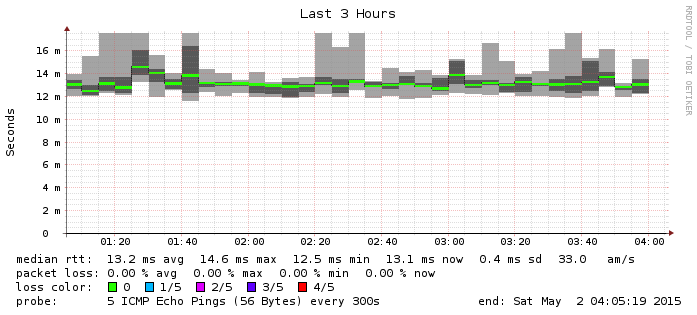 Last 3 Hours
RRDTOOL / TOBI OETIKER
Seconds
16 m
14 m
12 m
10 m
8 m
6 m
4 m
2 m
0
01:20 01:40 02:00 02:20 02:40 03:00 03:20 03:40 04:00
median rtt: 13.2 ms avg 14.6 ms max 12.5 ms min 13.1 ms now 0.4 ms sd 33.0 am/s
packet loss: 0.00 % avg 0.00 % max 0.00 % min 0.00 % now
loss color: 0 1/5 2/5 3/5 4/5
probe: 5 ICMP Echo Pings (56 Bytes) every 300s end: Sat May 2 04:05:19 2015